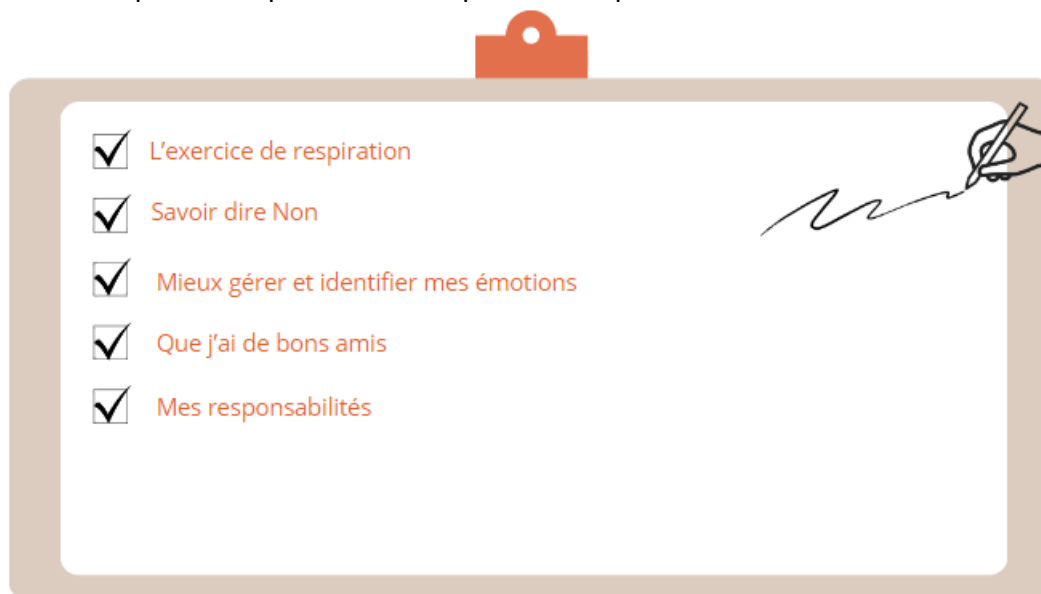 L'exercice de respiration
Savoir dire Non
Mieux gérer et identifier mes émotions
Que j'ai de bons amis
Mes responsabilités